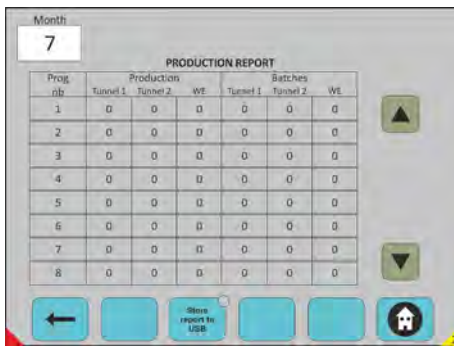 Month
7
PRODUCTION REPORT
Prog nb Production Batches
Tunnel 1 Tunnel 2 WE Tunnel 1 Tunnel 2 WE
1 0 0 0 0 0 0
2 0 0 0 0 0 0
3 0 0 0 0 0 0
4 0 0 0 0 0 0
5 0 0 0 0 0 0
6 0 0 0 0 0 0
7 0 0 0 0 0 0
8 0 0 0 0 0 0
Store
report to
USB